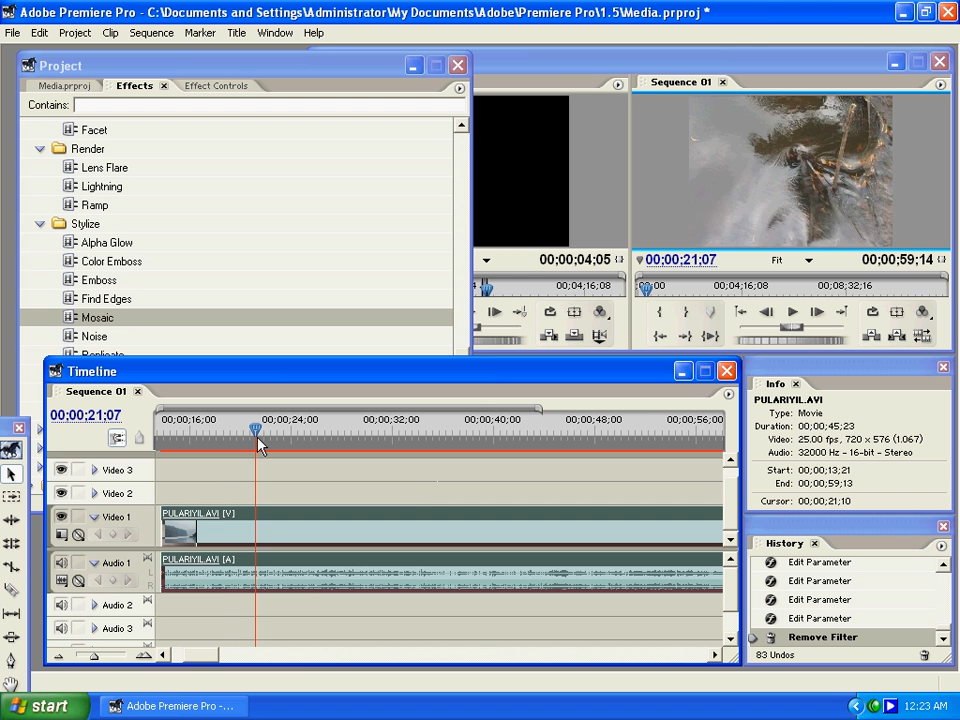 Adobe Premiere Pro - C:\Documents and Settings\Administrator\My Documents\Adobe\Premiere Pro\1.5\Media.prproj *
File Edit Project Clip Sequence Marker Title Window Help
Project
Media.prproj Effects Effect Controls
Contains:
Facet
Render
Lens Flare
Lightning
Ramp
Stylize
Alpha Glow
Color Emboss
Emboss
Find Edges
Mosaic
Noise
Replicate
00;00;04;05
00;04;16;08
Sequence 01
00;00;21;07 Fit 00;00;59;14
00;00 00;04;16;08 00;08;32;16
Timeline
Sequence 01
00;00;21;07
00;00;16;00 00;00;24;00 00;00;32;00 00;00;40;00 00;00;48;00 00;00;56;00
Video 3
Video 2
Video 1
PULARIYIL.AVI [V]
Audio 1
PULARIYIL.AVI [A]
L
R
Audio 2
Audio 3
Info
PULARIYIL.AVI
Type: Movie
Duration: 00;00;45;23
Video: 25.00 fps, 720 x 576 (1.067)
Audio: 32000 Hz - 16-bit - Stereo
Start: 00;00;13;21
End: 00;00;59;13
Cursor: 00;00;21;10
History
Edit Parameter
Edit Parameter
Edit Parameter
Edit Parameter
Remove Filter
83 Undos
start
Adobe Premiere Pro -...
12:23 AM